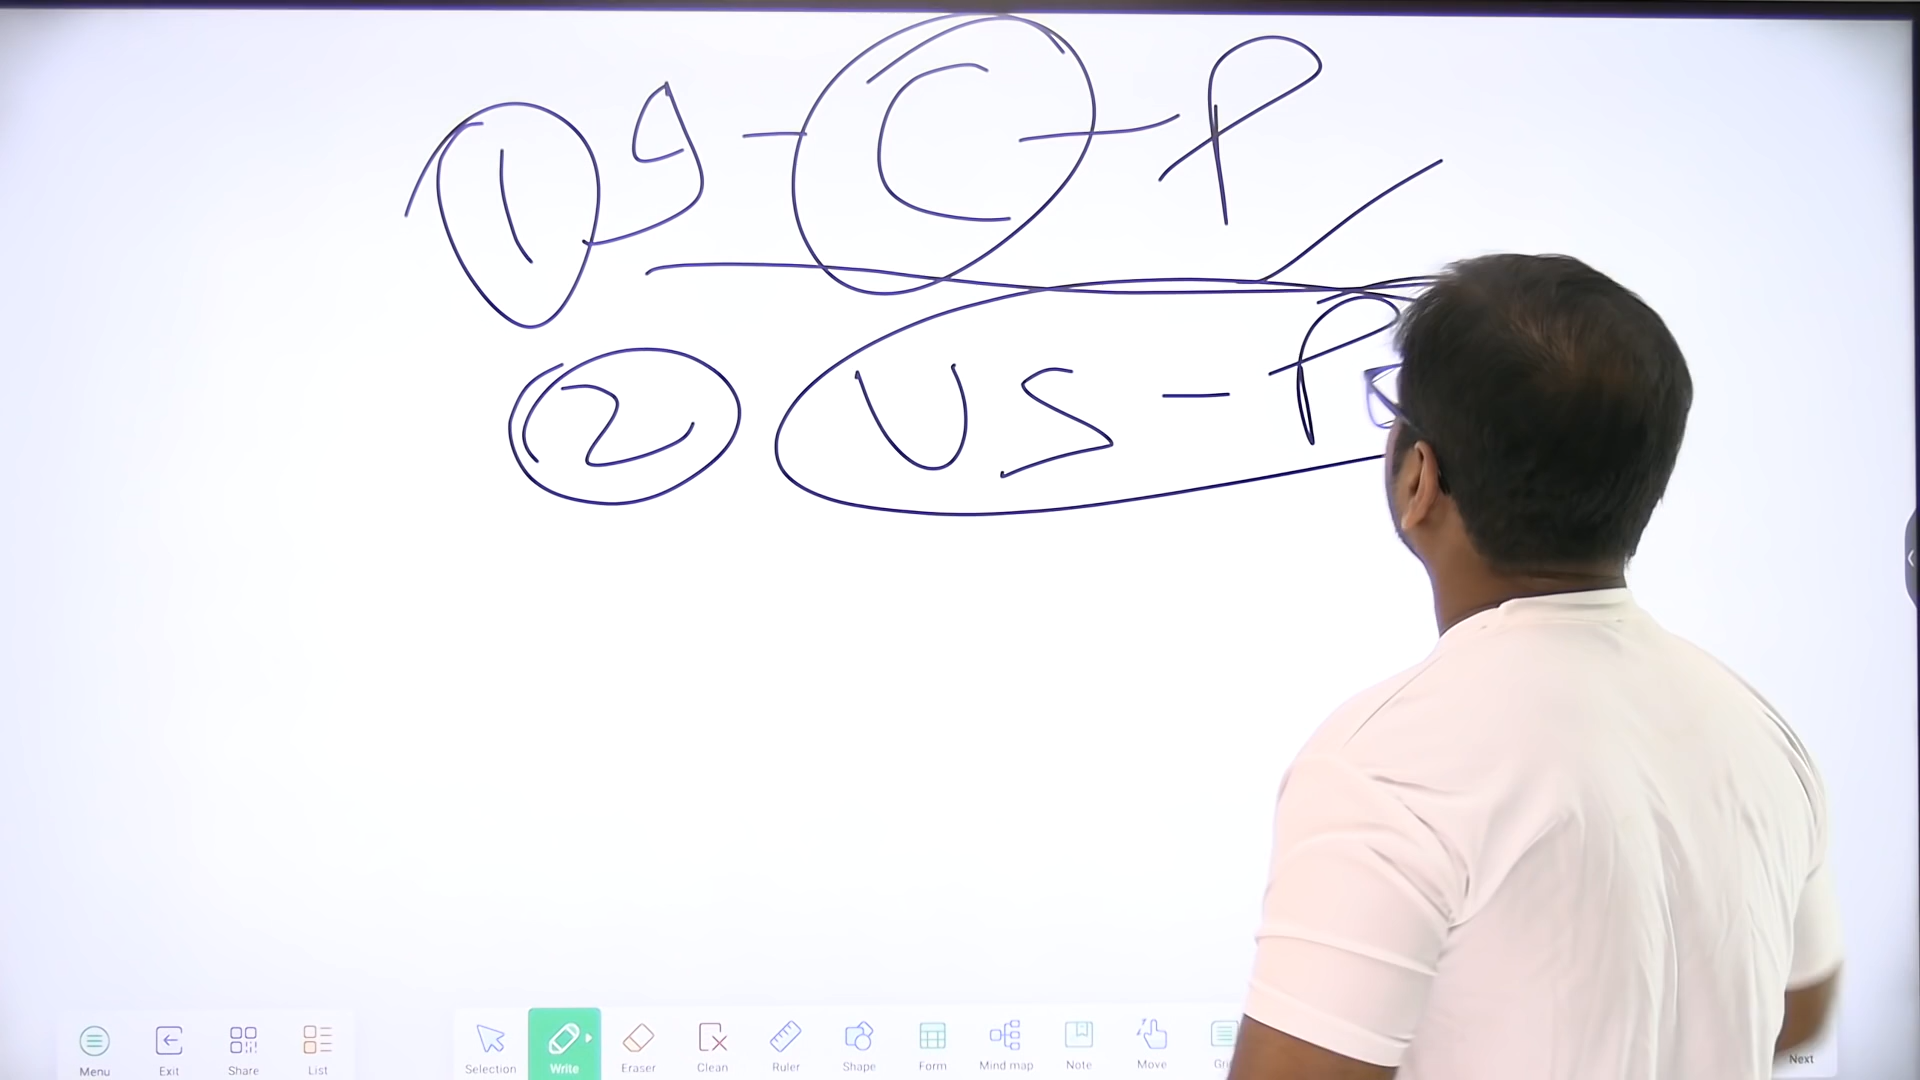 1 g - C - P
2 US - P
Menu Exit Share List Selection Write Eraser Clean Ruler Shape Form Mind map Note Move Next